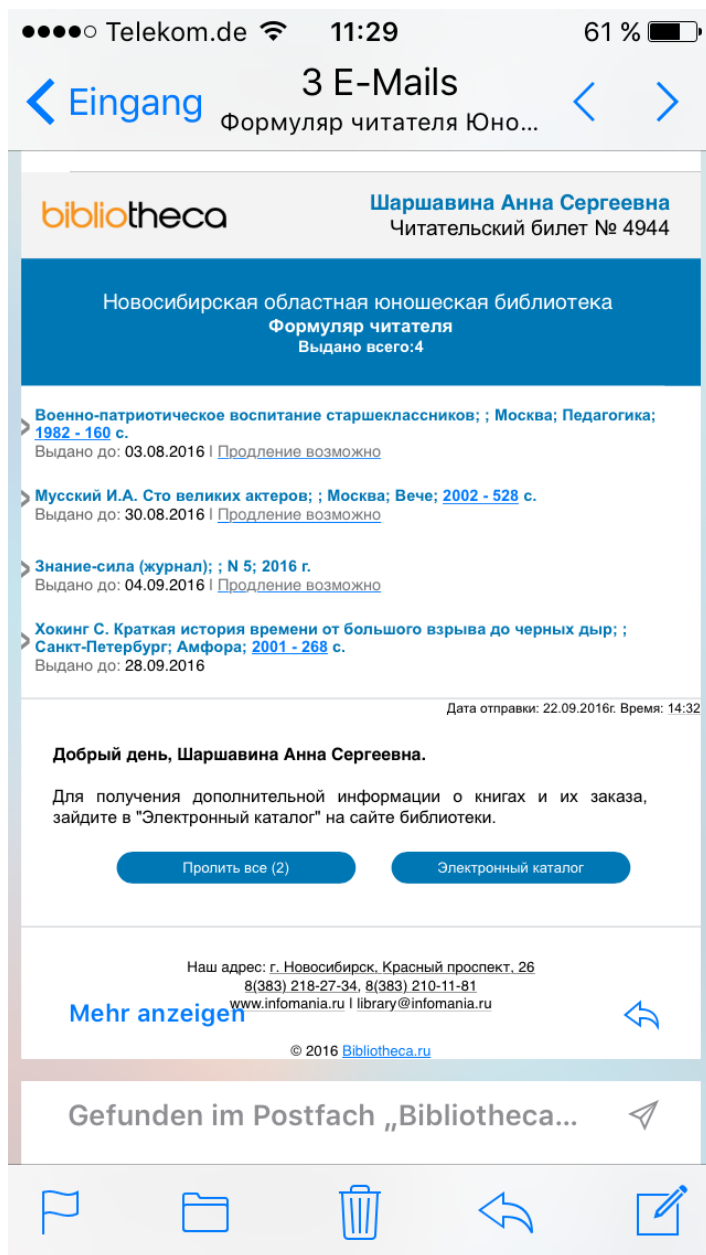 Telekom.de 11:29 61 %
Eingang
3 E-Mails
Формуляр читателя Юно...
bibliotheca
Шаршавина Анна Сергеевна
Читательский билет № 4944
Новосибирская областная юношеская библиотека
Формуляр читателя
Выдано всего:4
Военно-патриотическое воспитание старшеклассников; ; Москва; Педагогика;
1982 - 160 с.
Выдано до: 03.08.2016 | Продление возможно
Мусский И.А. Сто великих актеров; ; Москва; Вече; 2002 - 528 с.
Выдано до: 30.08.2016 | Продление возможно
Знание-сила (журнал); ; N 5; 2016 г.
Выдано до: 04.09.2016 | Продление возможно
Хокинг С. Краткая история времени от большого взрыва до черных дыр; ;
Санкт-Петербург; Амфора; 2001 - 268 с.
Выдано до: 28.09.2016
Дата отправки: 22.09.2016г. Время: 14:32
Добрый день, Шаршавина Анна Сергеевна.
Для получения дополнительной информации о книгах и их заказа,
зайдите в "Электронный каталог" на сайте библиотеки.
Пролить все (2)
Электронный каталог
Наш адрес: г. Новосибирск, Красный проспект, 26
8(383) 218-27-34, 8(383) 210-11-81
www.infomania.ru | library@infomania.ru
Mehr anzeigen
© 2016 Bibliotheca.ru
Gefunden im Postfach „Bibliotheca...